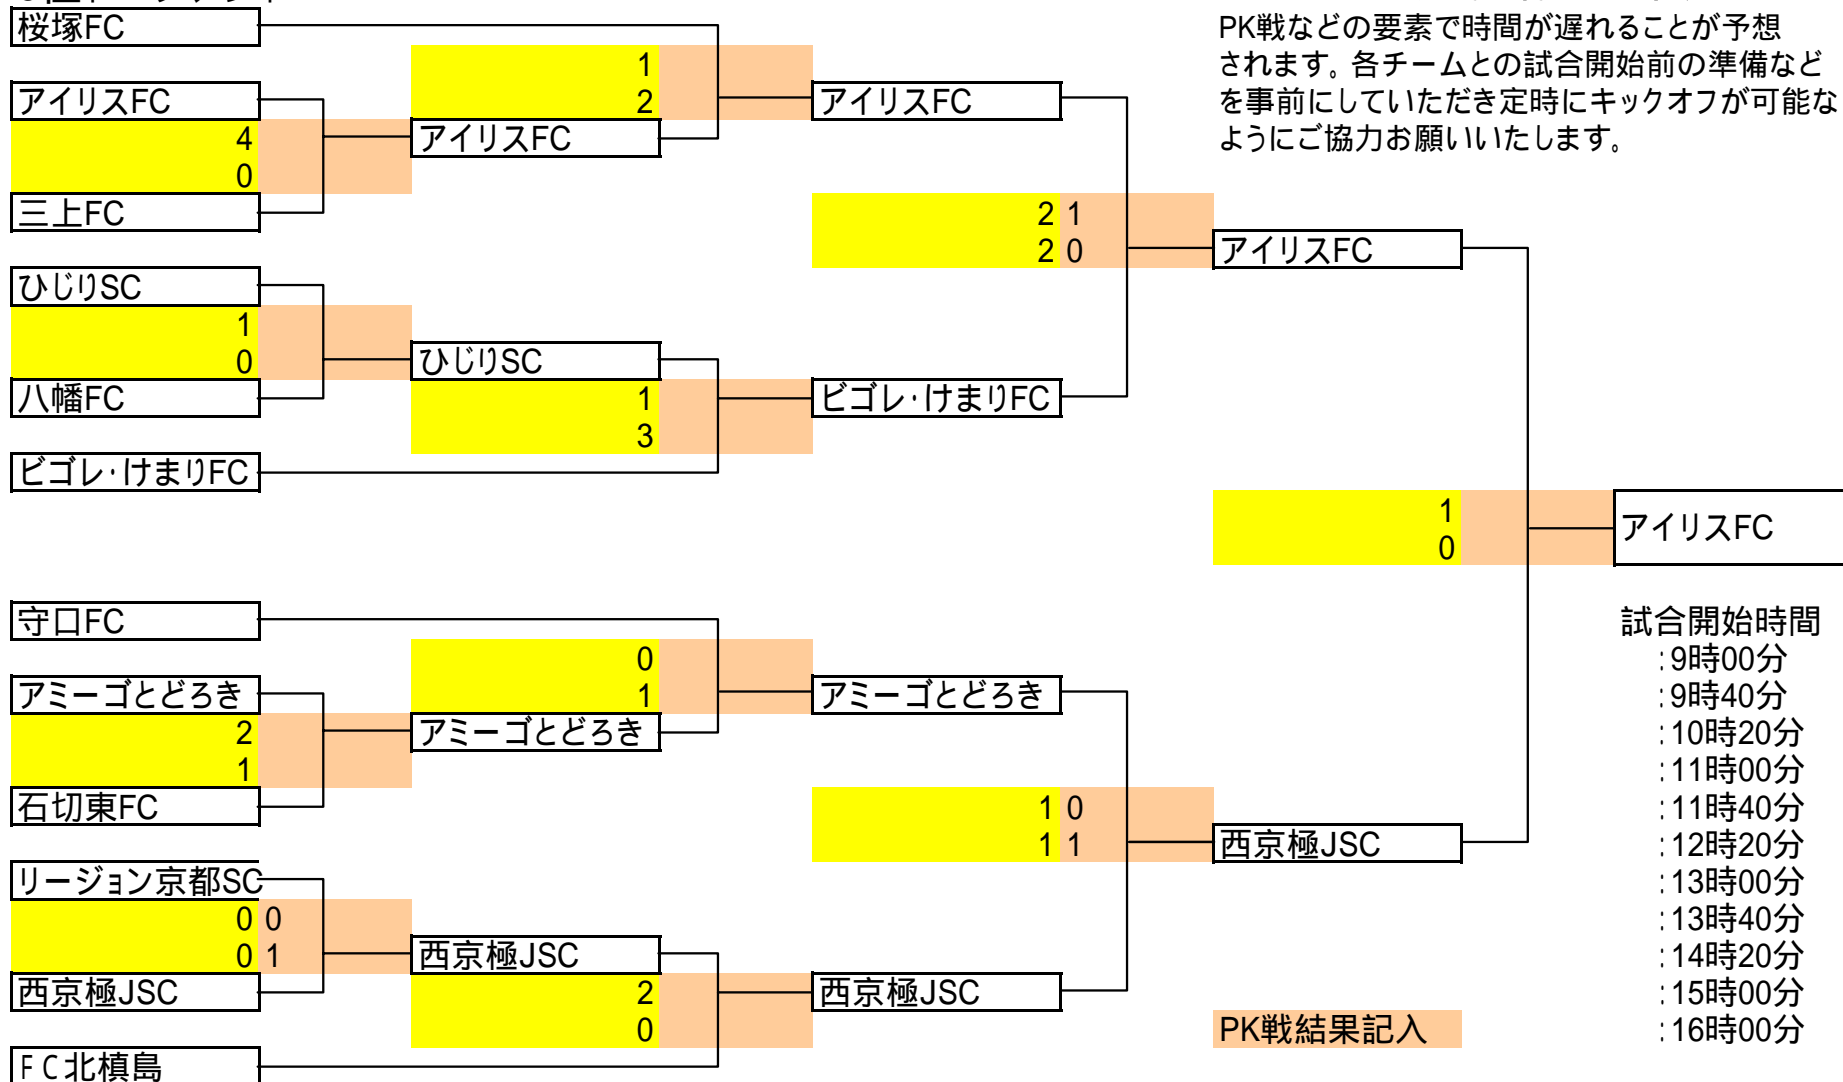 桜塚FC
PK戦などの要素で時間が遅れることが予想
されます。各チームとの試合開始前の準備など
を事前にしていただき定時にキックオフが可能な
ようにご協力お願いいたします。
1
2
アイリスFC
アイリスFC
4
0
アイリスFC
三上FC
2 1
2 0
アイリスFC
ひじりSC
1
0
ひじりSC
八幡FC
1
3
ビゴレ・けまりFC
ビゴレ・けまりFC
1
0
アイリスFC
守口FC
0
1
アミーゴとどろき
アミーゴとどろき
2
1
アミーゴとどろき
石切東FC
1 0
1 1
西京極JSC
リージョン京都SC
0 0
0 1
西京極JSC
西京極JSC
2
0
西京極JSC
FC北槙島
PK戦結果記入
試合開始時間
:9時00分
:9時40分
:10時20分
:11時00分
:11時40分
:12時20分
:13時00分
:13時40分
:14時20分
:15時00分
:16時00分